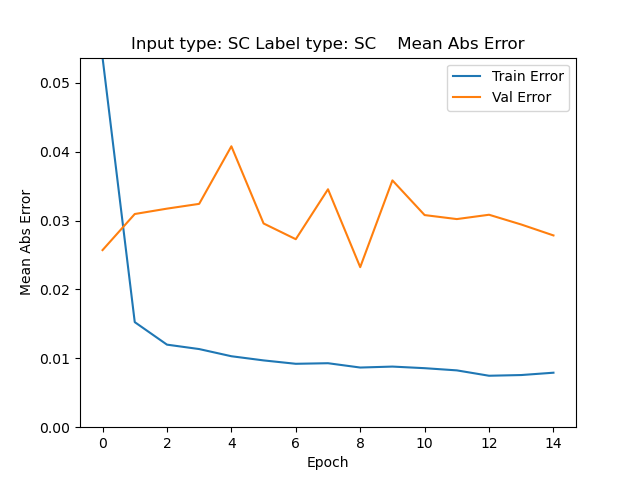 Input type: SC Label type: SC    Mean Abs Error
Train Error
Val Error
Mean Abs Error
0.05
0.04
0.03
0.02
0.01
0.00
0 2 4 6 8 10 12 14
Epoch